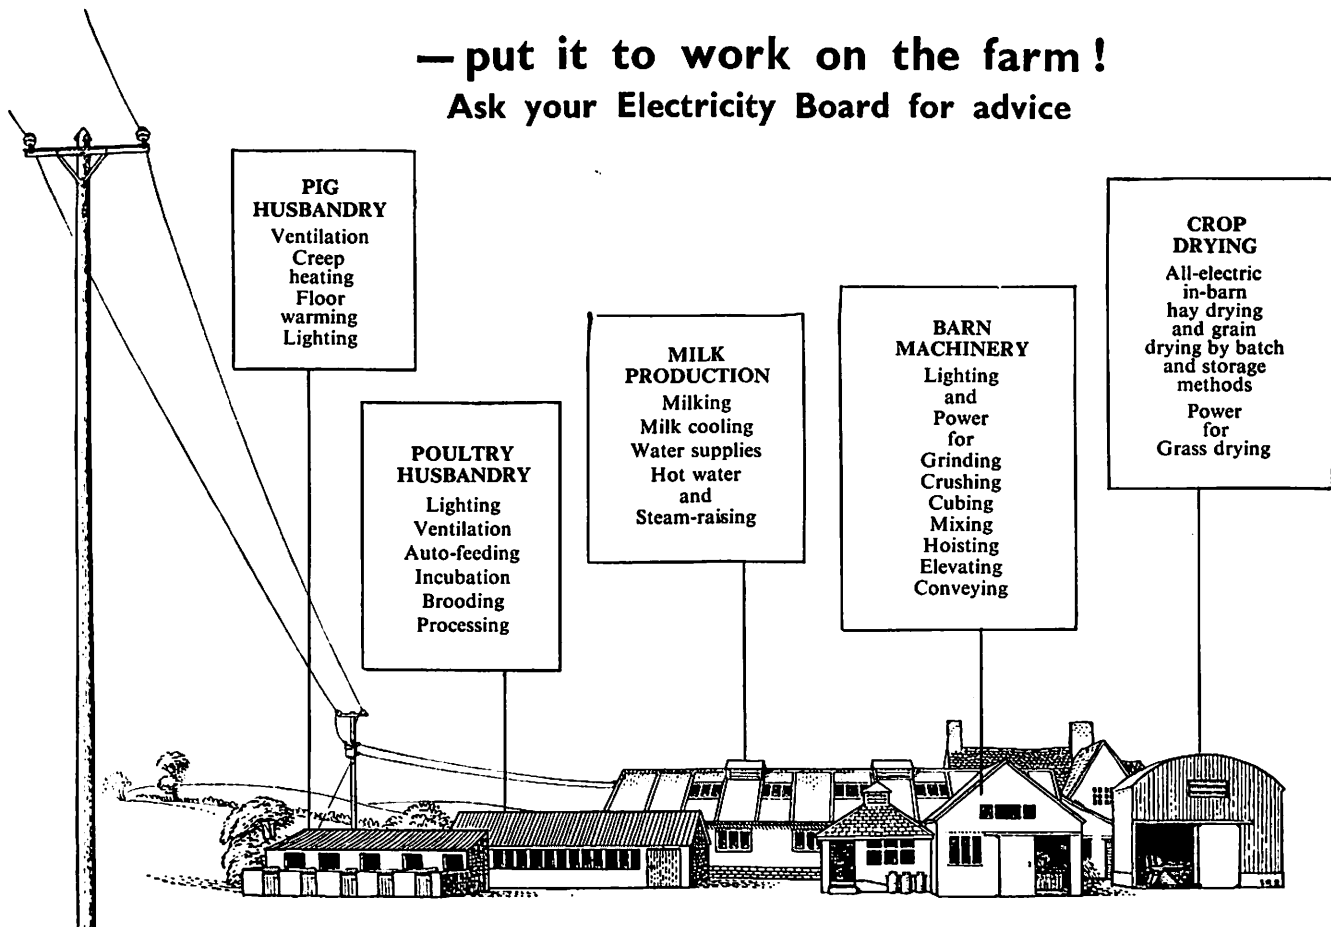 — put it to work on the farm !
Ask your Electricity Board for advice
PIG
HUSBANDRY
Ventilation
Creep
heating
Floor
warming
Lighting
POULTRY
HUSBANDRY
Lighting
Ventilation
Auto-feeding
Incubation
Brooding
Processing
MILK
PRODUCTION
Milking
Milk cooling
Water supplies
Hot water
and
Steam-raising
BARN
MACHINERY
Lighting
and
Power
for
Grinding
Crushing
Cubing
Mixing
Hoisting
Elevating
Conveying
CROP
DRYING
All-electric
in-barn
hay drying
and grain
drying by batch
and storage
methods
Power
for
Grass drying